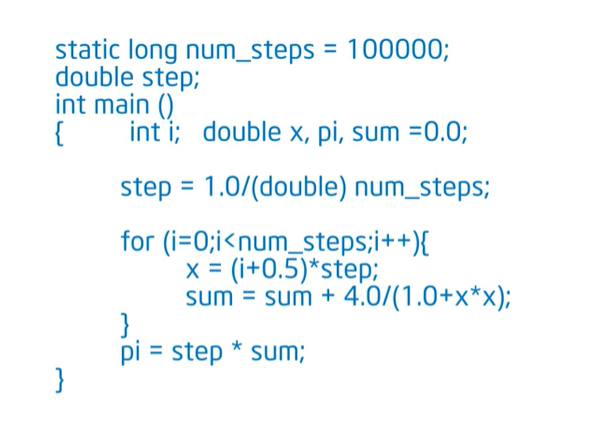 static long num_steps = 100000;
double step;
int main ()
{ int i; double x, pi, sum =0.0;
step = 1.0/(double) num_steps;
for (i=0;i<num_steps;i++){
x = (i+0.5)*step;
sum = sum + 4.0/(1.0+x*x);
}
pi = step * sum;
}